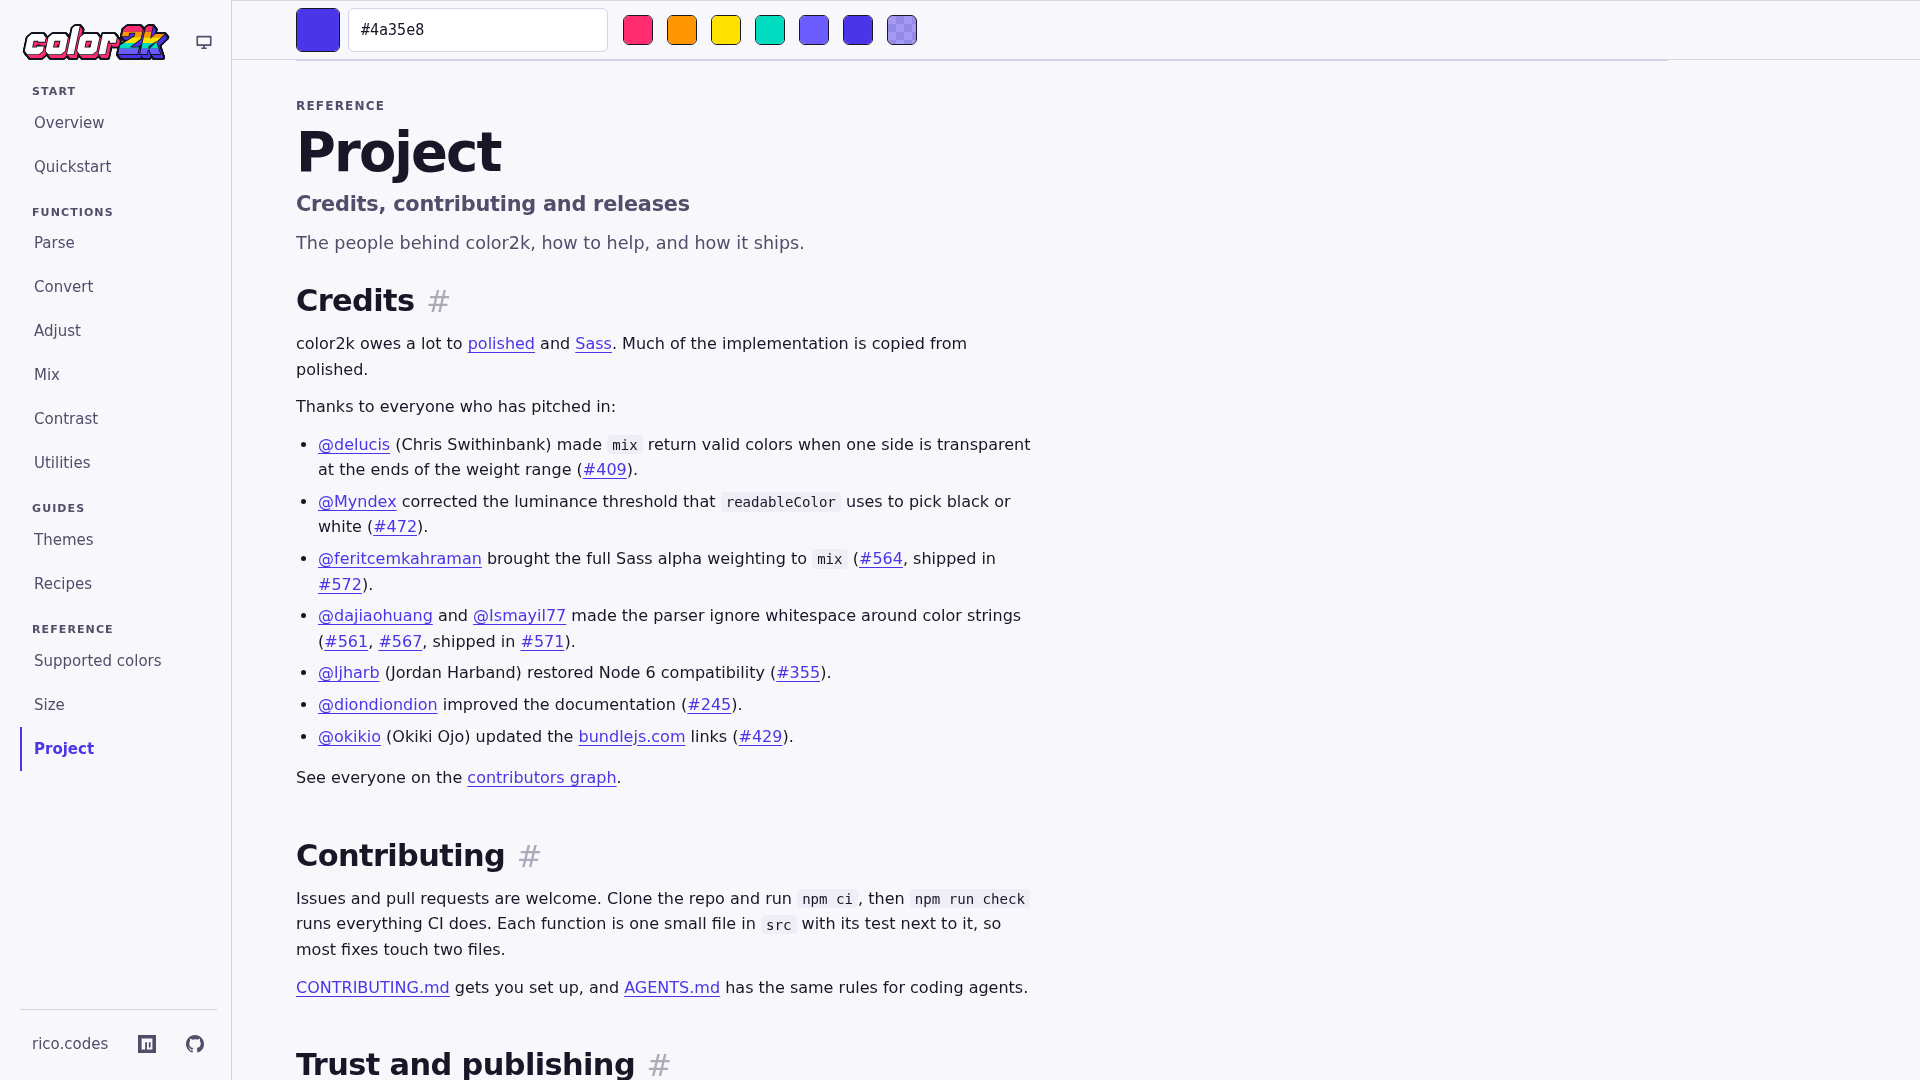 color2k
START
Overview
Quickstart
FUNCTIONS
Parse
Convert
Adjust
Mix
Contrast
Utilities
GUIDES
Themes
Recipes
REFERENCE
Supported colors
Size
Project
rico.codes
#4a35e8
REFERENCE
Project
Credits, contributing and releases
The people behind color2k, how to help, and how it ships.
Credits #
color2k owes a lot to polished and Sass. Much of the implementation is copied from
polished.
Thanks to everyone who has pitched in:
• @delucis (Chris Swithinbank) made mix return valid colors when one side is transparent
at the ends of the weight range (#409).
• @Myndex corrected the luminance threshold that readableColor uses to pick black or
white (#472).
• @feritcemkahraman brought the full Sass alpha weighting to mix (#564, shipped in
#572).
• @dajiaohuang and @Ismayil77 made the parser ignore whitespace around color strings
(#561, #567, shipped in #571).
• @ljharb (Jordan Harband) restored Node 6 compatibility (#355).
• @diondiondion improved the documentation (#245).
• @okikio (Okiki Ojo) updated the bundlejs.com links (#429).
See everyone on the contributors graph.
Contributing #
Issues and pull requests are welcome. Clone the repo and run npm ci, then npm run check
runs everything CI does. Each function is one small file in src with its test next to it, so
most fixes touch two files.
CONTRIBUTING.md gets you set up, and AGENTS.md has the same rules for coding agents.
Trust and publishing #